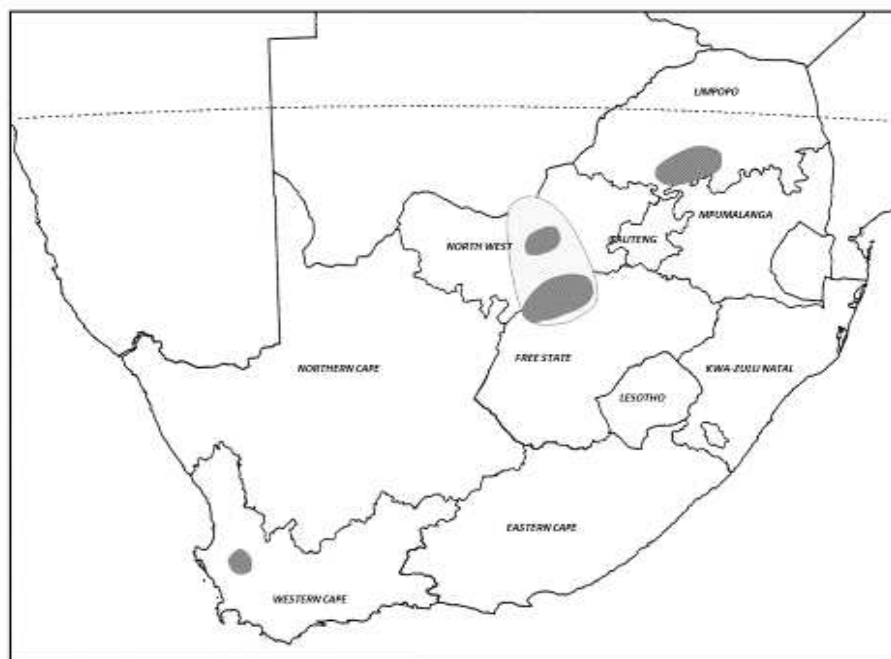 LIMPOPO
MPUMALANGA
NORTH WEST
GAUTENG
FREE STATE
NORTHERN CAPE
KWA-ZULU NATAL
LESOTHO
EASTERN CAPE
WESTERN CAPE